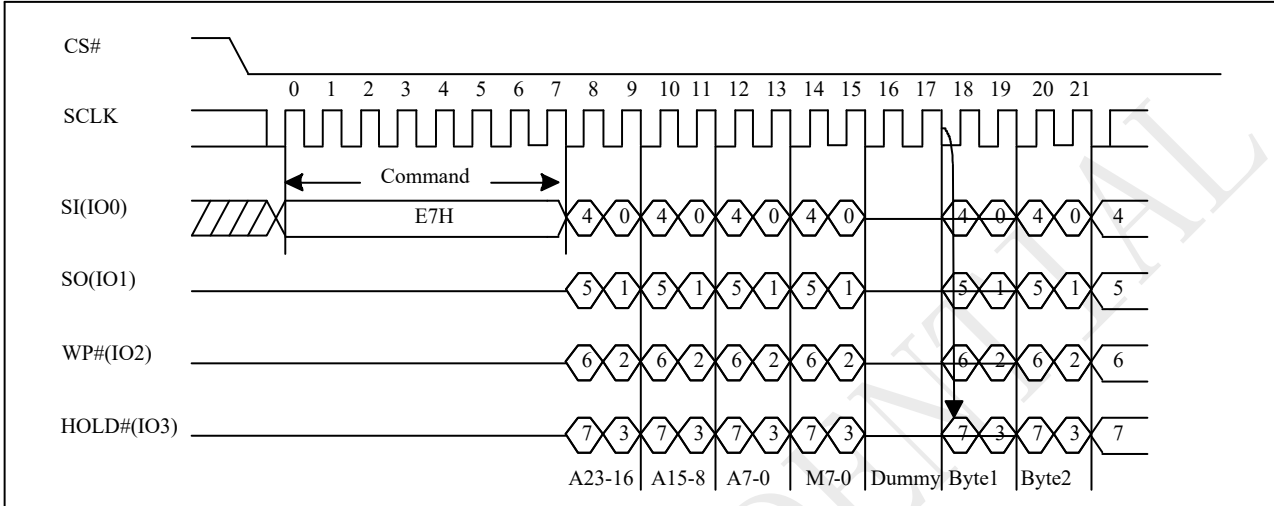 CS#
0 1 2 3 4 5 6 7 8 9 10 11 12 13 14 15 16 17 18 19 20 21
SCLK
Command
SI(IO0) E7H 4 0 4 0 4 0 4 0 4 0 4 0 4
SO(IO1) 5 1 5 1 5 1 5 1 5 1 5 1 5
WP#(IO2) 6 2 6 2 6 2 6 2 6 2 6 2 6
HOLD#(IO3) 7 3 7 3 7 3 7 3 7 3 7 3 7
A23-16 A15-8 A7-0 M7-0 Dummy Byte1 Byte2